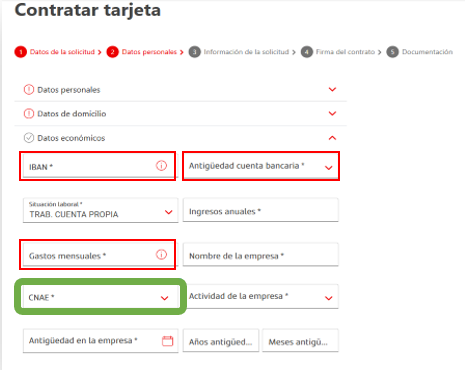 Contratar tarjeta
1 Datos de la solicitud > 2 Datos personales > 3 Información de la solicitud > 4 Firma del contrato > 5 Documentación
Datos personales
Datos de domicilio
Datos económicos
IBAN * Antigüedad cuenta bancaria *
Situación laboral *
TRAB. CUENTA PROPIA Ingresos anuales *
Gastos mensuales * Nombre de la empresa *
CNAE * Actividad de la empresa *
Antigüedad en la empresa * Años antigüed... Meses antigü...